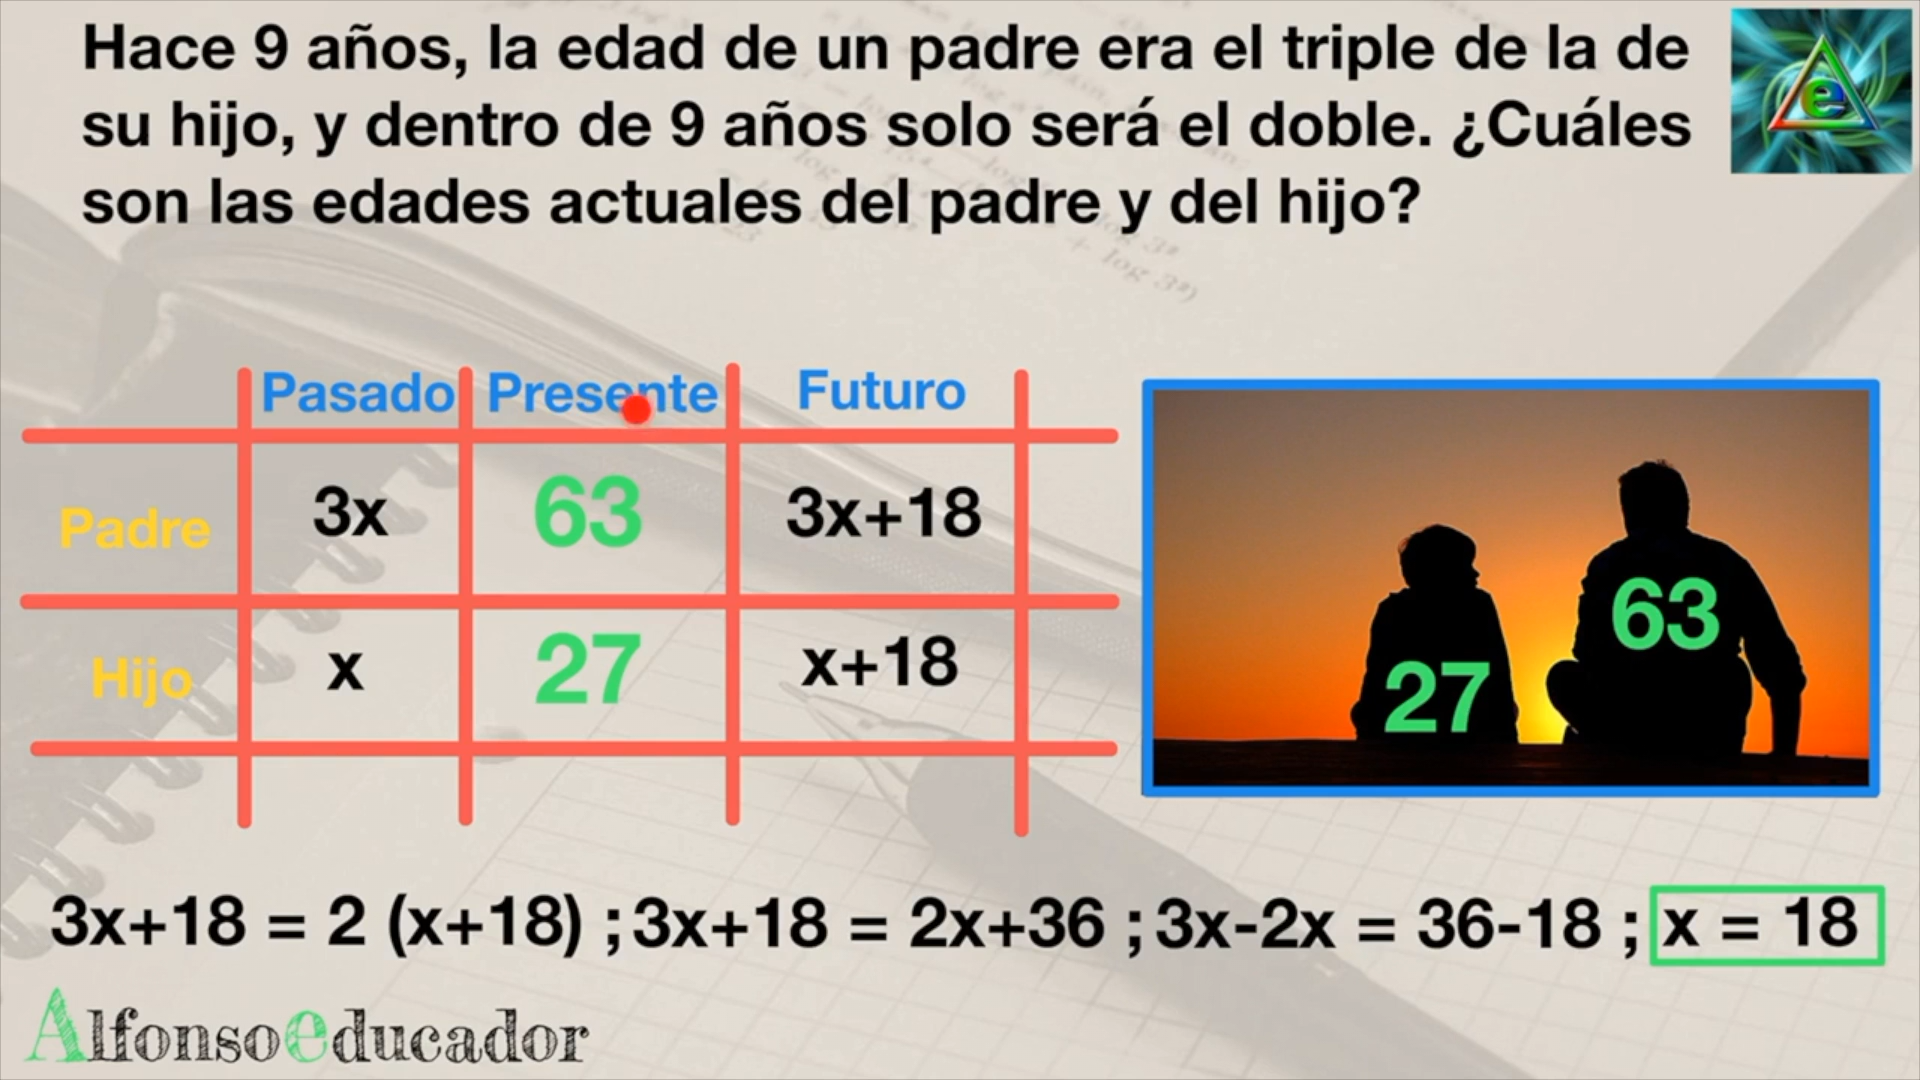 Hace 9 años, la edad de un padre era el triple de la de
su hijo, y dentro de 9 años solo será el doble. ¿Cuáles
son las edades actuales del padre y del hijo?
e
Pasado Presente Futuro
Padre 3x 63 3x+18
Hijo x 27 x+18
27 63
3x+18 = 2 (x+18) ; 3x+18 = 2x+36 ; 3x-2x = 36-18 ; x = 18
Alfonsoeducador